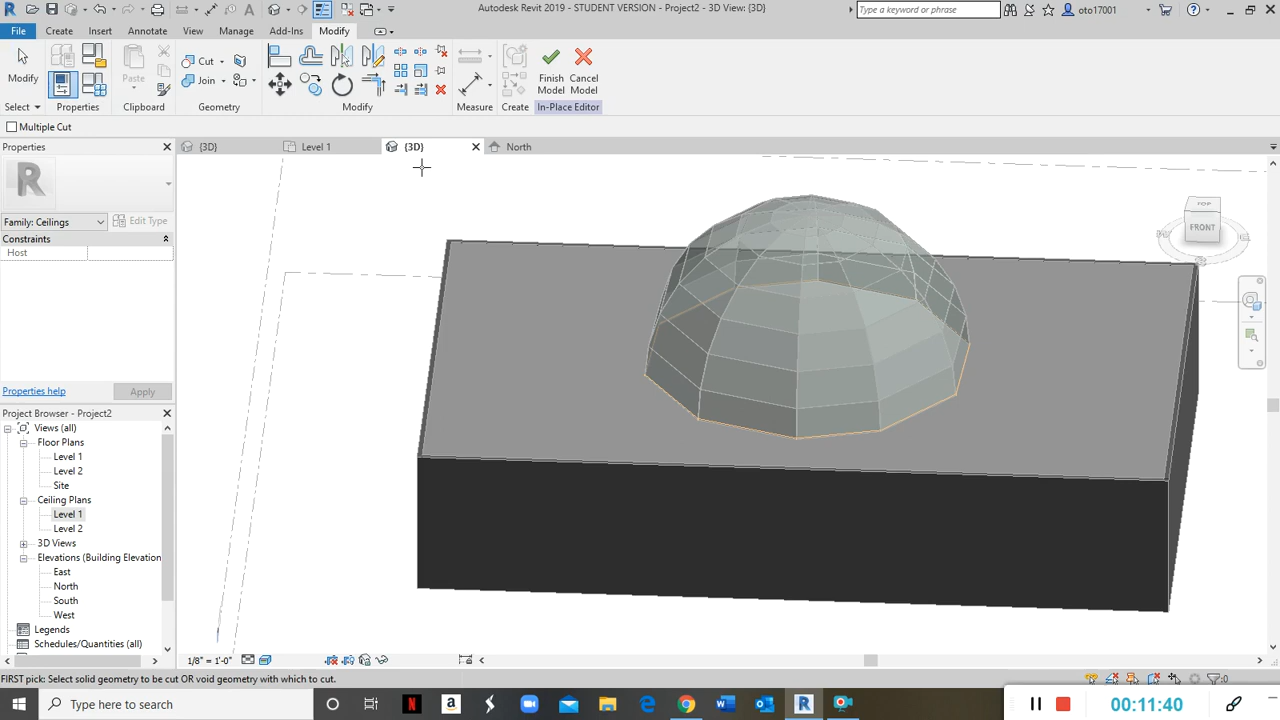 Autodesk Revit 2019 - STUDENT VERSION - Project2 - 3D View: {3D}
Type a keyword or phrase
oto17001
File Create Insert Annotate View Manage Add-Ins Modify
Modify
Paste
Cut
Join
Finish Model
Cancel Model
Select Properties Clipboard Geometry Modify Measure Create In-Place Editor
Multiple Cut
Properties
{3D}
Level 1
{3D}
North
R
Family: Ceilings
Edit Type
Constraints
Host
TOP
FRONT
Properties help
Apply
Project Browser - Project2
Views (all)
Floor Plans
Level 1
Level 2
Site
Ceiling Plans
Level 1
Level 2
3D Views
Elevations (Building Elevation
East
North
South
West
Legends
Schedules/Quantities (all)
1/8" = 1'-0"
FIRST pick: Select solid geometry to be cut OR void geometry with which to cut.
:0
Type here to search
00:11:40